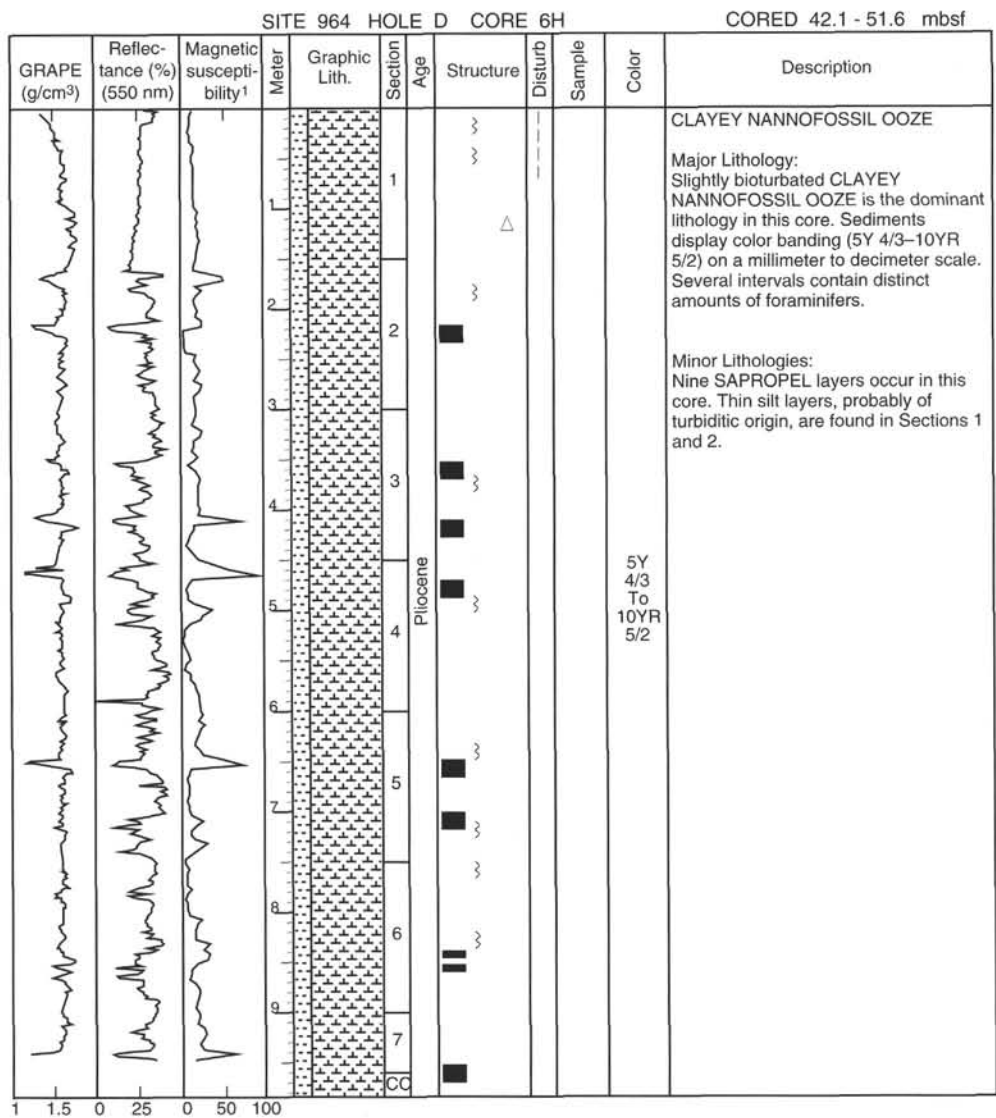 SITE 964 HOLE D CORE 6H CORED 42.1 - 51.6 mbsf
GRAPE
(g/cm³)
Reflec-
tance (%)
(550 nm)
Magnetic
suscepti-
bility¹
Meter
Graphic
Lith.
Section
Age
Structure
Disturb
Sample
Color
Description
1
2
3
4
5
6
7
8
9
1
2
3
4
5
6
7
CC
Pliocene
5Y
4/3
To
10YR
5/2
CLAYEY NANNOFOSSIL OOZE
Major Lithology:
Slightly bioturbated CLAYEY
NANNOFOSSIL OOZE is the dominant
lithology in this core. Sediments
display color banding (5Y 4/3–10YR
5/2) on a millimeter to decimeter scale.
Several intervals contain distinct
amounts of foraminifers.
Minor Lithologies:
Nine SAPROPEL layers occur in this
core. Thin silt layers, probably of
turbiditic origin, are found in Sections 1
and 2.
1 1.5 0 25 0 50 100